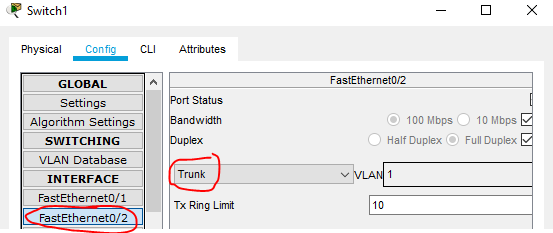 Switch1
Physical Config CLI Attributes
GLOBAL
Settings
Algorithm Settings
SWITCHING
VLAN Database
INTERFACE
FastEthernet0/1
FastEthernet0/2
FastEthernet0/2
Port Status
Bandwidth 100 Mbps 10 Mbps
Duplex Half Duplex Full Duplex
Trunk VLAN 1
Tx Ring Limit 10